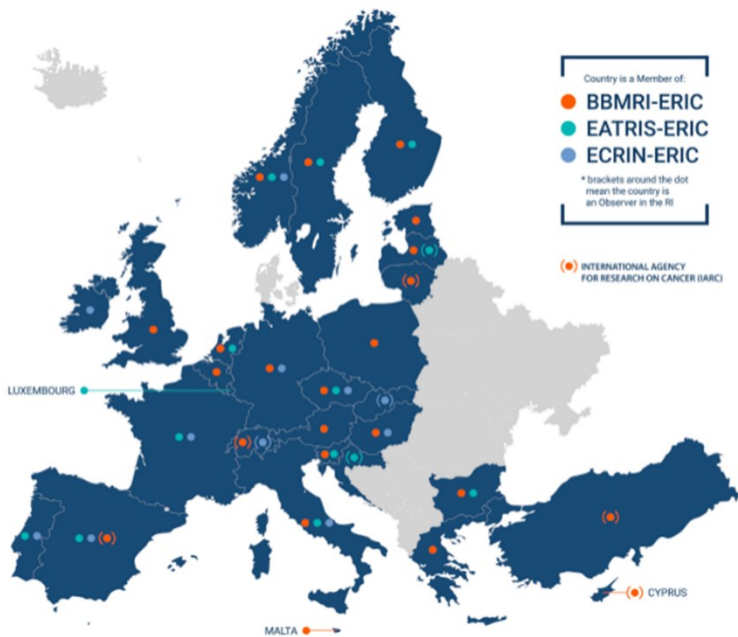 Country is a Member of:
BBMRI-ERIC
EATRIS-ERIC
ECRIN-ERIC
* brackets around the dot
mean the country is
an Observer in the RI
INTERNATIONAL AGENCY
FOR RESEARCH ON CANCER (IARC)
LUXEMBOURG
CYPRUS
MALTA